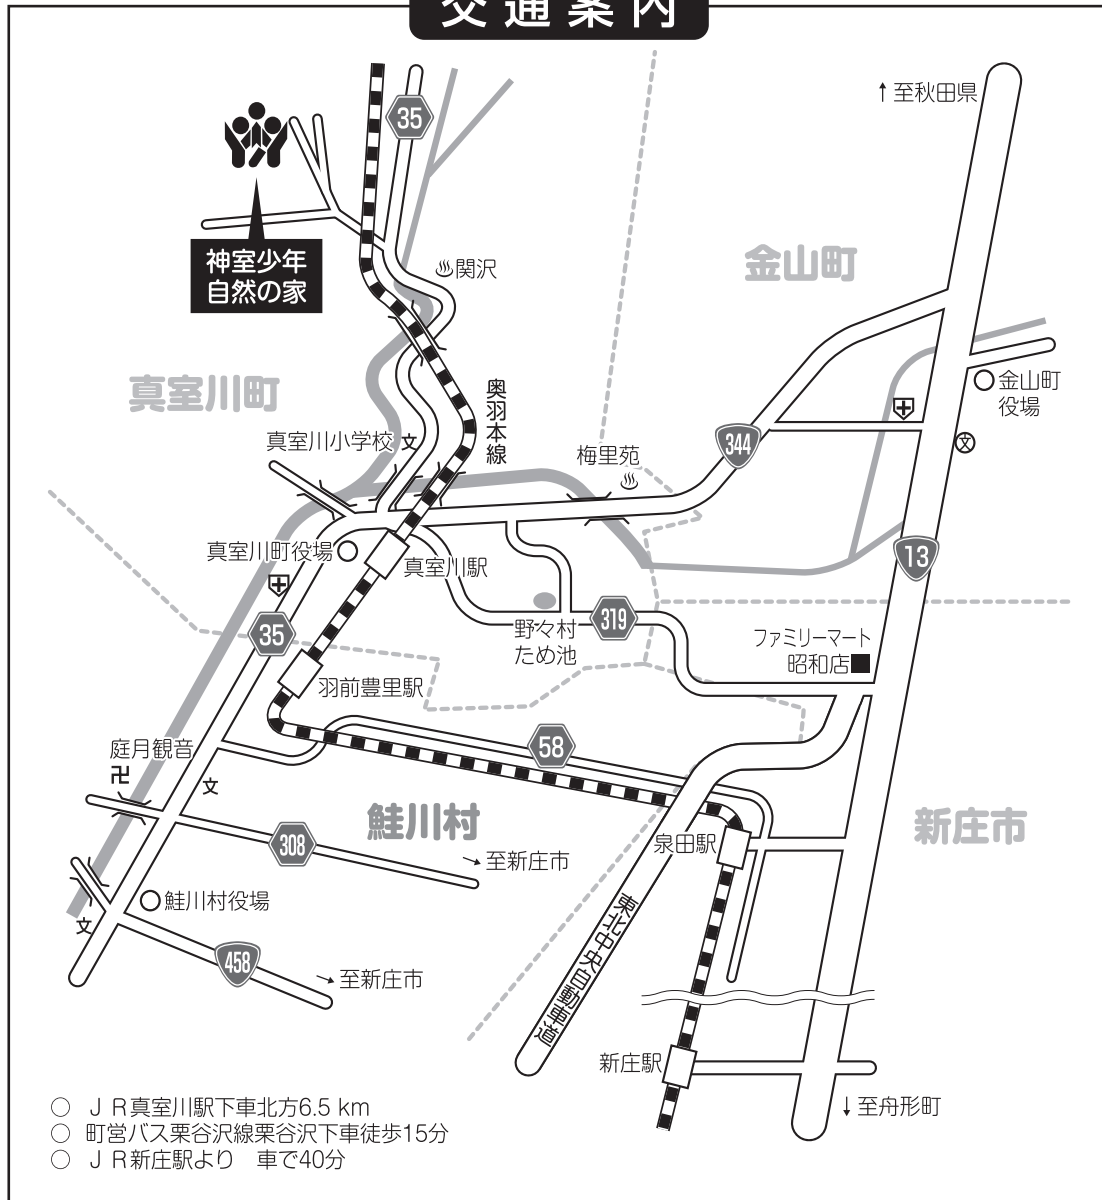 交通案内
↑至秋田県
35
神室少年
自然の家
関沢
金山町
真室川町
奥羽本線
金山町
役場
真室川小学校
文
344
梅里苑
文
真室川町役場
真室川駅
13
35
319
野々村
ため池
ファミリーマート
昭和店
羽前豊里駅
58
庭月観音
卍
文
鮭川村
新庄市
308
→至新庄市
泉田駅
鮭川村役場
文
東北中央自動車道
458
→至新庄市
新庄駅
↓至舟形町
○ ＪＲ真室川駅下車北方6.5 km
○ 町営バス栗谷沢線栗谷沢下車徒歩15分
○ ＪＲ新庄駅より　車で40分